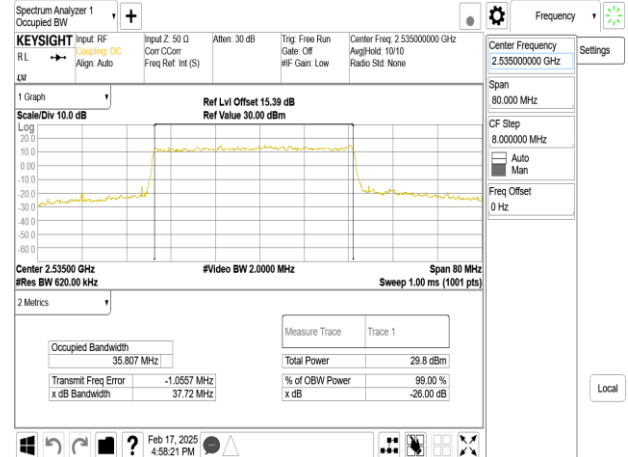 Spectrum Analyzer 1
Occupied BW
Frequency
KEYSIGHT
Input: RF
Input Z: 50 Ω
Atten: 30 dB
Trig: Free Run
Center Freq: 2.535000000 GHz
RL
Coupling: DC
Corr CCorr
Gate: Off
Avg|Hold: 10/10
Align: Auto
Freq Ref: Int (S)
#IF Gain: Low
Radio Std: None
LXI
Center Frequency
2.535000000 GHz
Settings
Span
80.000 MHz
CF Step
8.000000 MHz
Auto
Man
Freq Offset
0 Hz
1 Graph
Ref Lvl Offset 15.39 dB
Scale/Div 10.0 dB
Ref Value 30.00 dBm
Log
20.0
10.0
0.00
-10.0
-20.0
-30.0
-40.0
-50.0
-60.0
Center 2.53500 GHz
#Video BW 2.0000 MHz
Span 80 MHz
#Res BW 620.00 kHz
Sweep 1.00 ms (1001 pts)
2 Metrics
Measure Trace
Trace 1
Occupied Bandwidth
35.807 MHz
Total Power
29.8 dBm
Transmit Freq Error
-1.0557 MHz
% of OBW Power
99.00 %
x dB Bandwidth
37.72 MHz
x dB
-26.00 dB
Local
?
Feb 17, 2025
4:58:21 PM